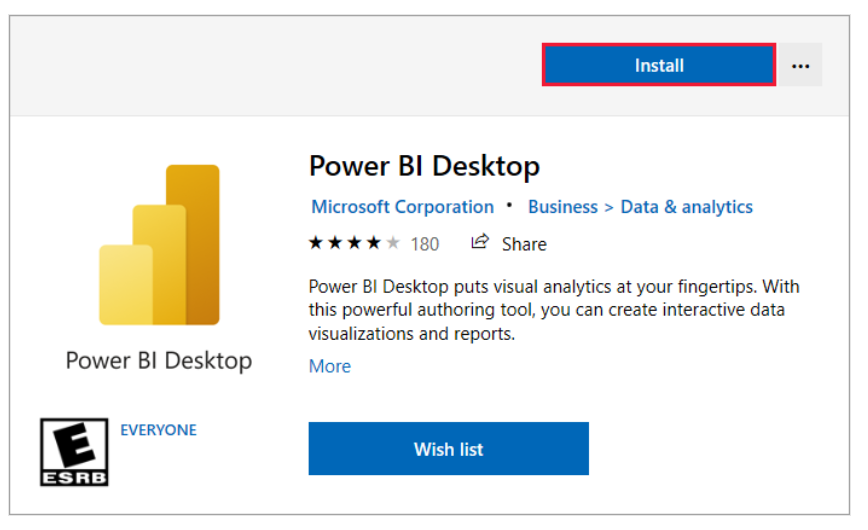 Install
...
Power BI Desktop
Microsoft Corporation • Business > Data & analytics
180 Share
Power BI Desktop puts visual analytics at your fingertips. With
this powerful authoring tool, you can create interactive data
visualizations and reports.
More
Power BI Desktop
E
ESRB
EVERYONE
Wish list